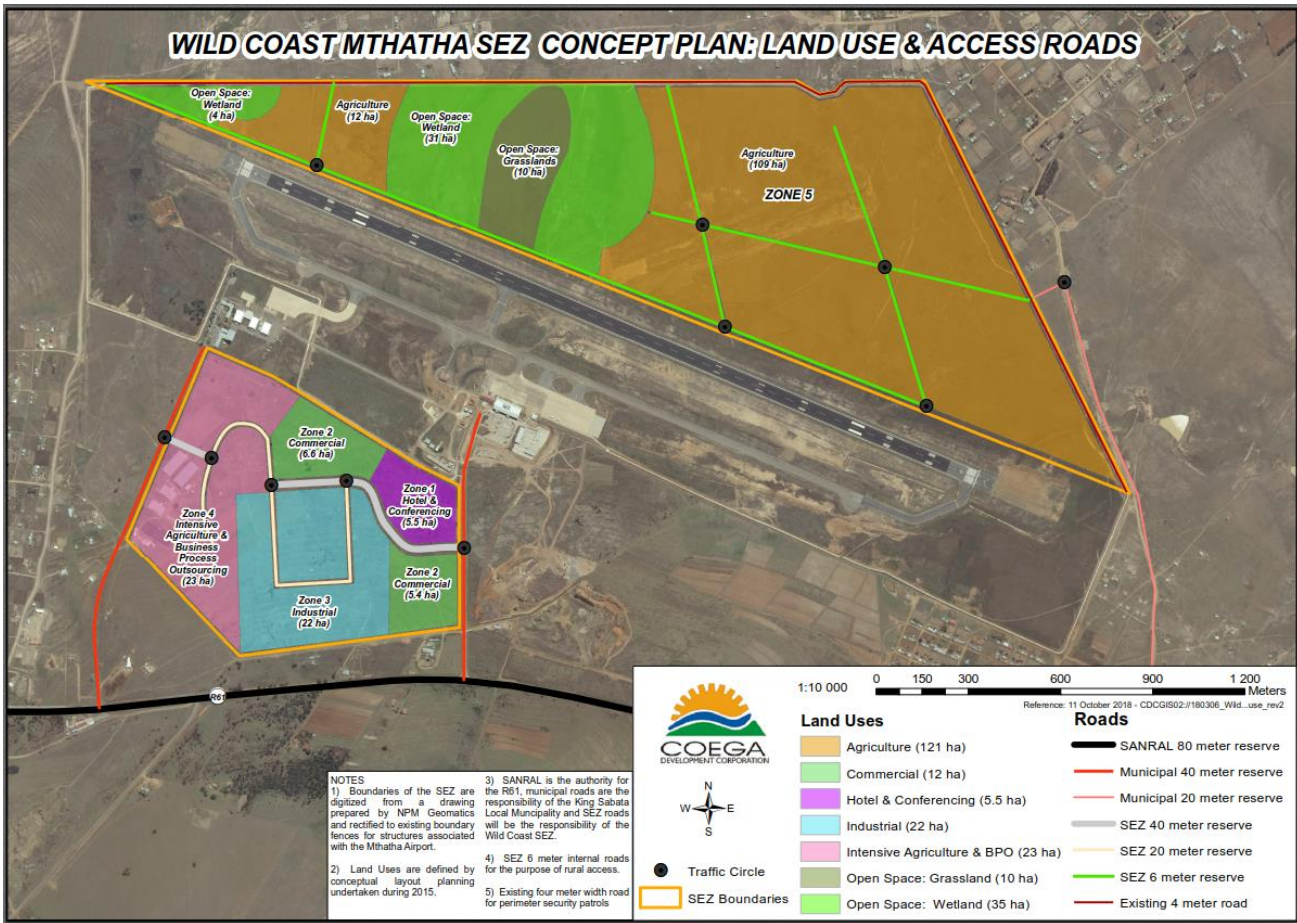 WILD COAST MTHATHA SEZ CONCEPT PLAN: LAND USE & ACCESS ROADS
Open Space:
Wetland
(4 ha)
Agriculture
(12 ha)
Open Space:
Wetland
(31 ha)
Open Space:
Grasslands
(10 ha)
Agriculture
(109 ha)
ZONE 5
Zone 2
Commercial
(6.6 ha)
Zone 1
Hotel &
Conferencing
(5.5 ha)
Zone 4
Intensive
Agriculture &
Business
Process
Outsourcing
(23 ha)
Zone 2
Commercial
(5.4 ha)
Zone 3
Industrial
(22 ha)
R61
NOTES
1) Boundaries of the SEZ are
digitized from a drawing
prepared by NPM Geomatics
and rectified to existing boundary
fences for structures associated
with the Mthatha Airport.
2) Land Uses are defined by
conceptual layout planning
undertaken during 2015.
3) SANRAL is the authority for
the R61, municipal roads are the
responsibility of the King Sabata
Local Muncipality and SEZ roads
will be the responsibility of the
Wild Coast SEZ.
4) SEZ 6 meter internal roads
for the purpose of rural access.
5) Existing four meter width road
for perimeter security patrols
COEGA
DEVELOPMENT CORPORATION
N
W E
S
Traffic Circle
SEZ Boundaries
1:10 000
0 150 300 600 900 1 200
Meters
Reference: 11 October 2018 - CDCGIS02://180306_Wild...use_rev2
Land Uses
Agriculture (121 ha)
Commercial (12 ha)
Hotel & Conferencing (5.5 ha)
Industrial (22 ha)
Intensive Agriculture & BPO (23 ha)
Open Space: Grassland (10 ha)
Open Space: Wetland (35 ha)
Roads
SANRAL 80 meter reserve
Municipal 40 meter reserve
Municipal 20 meter reserve
SEZ 40 meter reserve
SEZ 20 meter reserve
SEZ 6 meter reserve
Existing 4 meter road